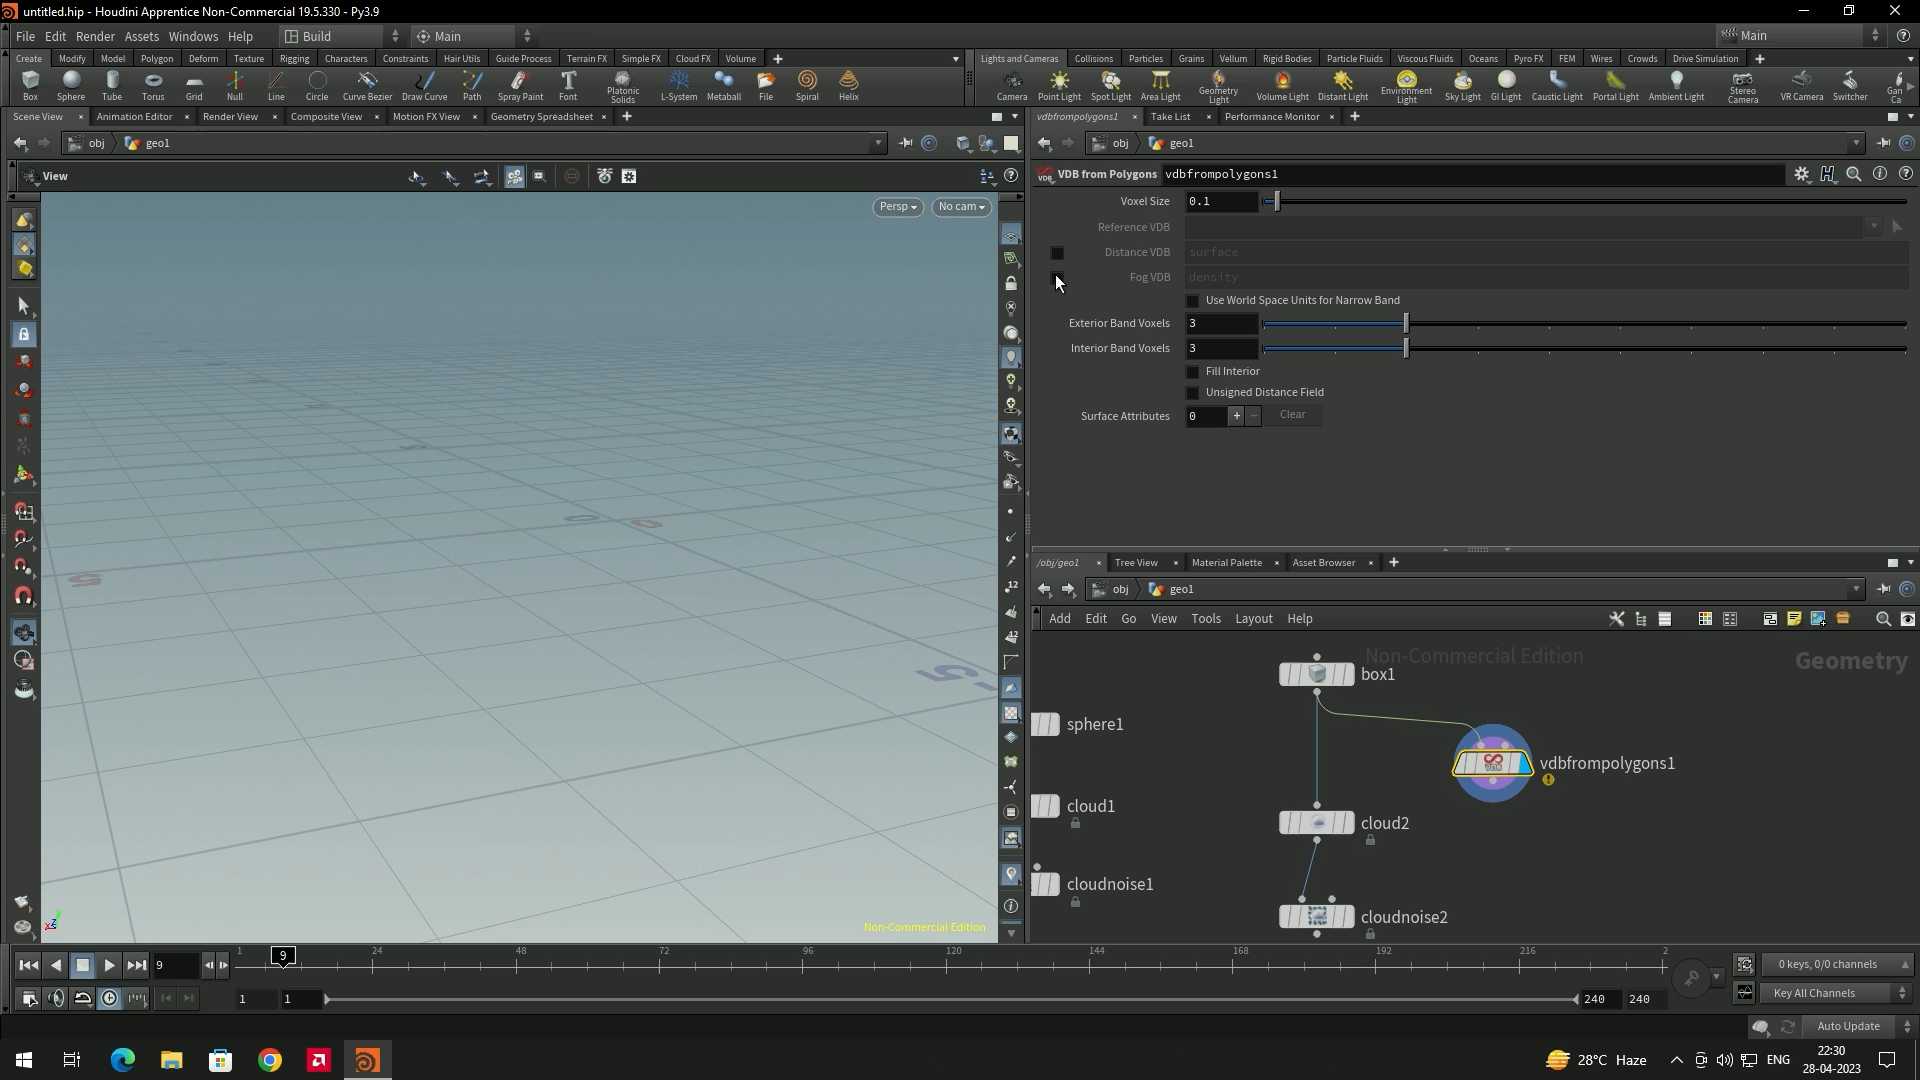 untitled.hip - Houdini Apprentice Non-Commercial 19.5.330 - Py3.9
File Edit Render Assets Windows Help Build Main Main
Create Modify Model Polygon Deform Texture Rigging Characters Constraints Hair Utils Guide Process Terrain FX Simple FX Cloud FX Volume
Lights and Cameras Collisions Particles Grains Vellum Rigid Bodies Particle Fluids Viscous Fluids Oceans Pyro FX FEM Wires Crowds Drive Simulation
Box Sphere Tube Torus Grid Null Line Circle Curve Bezier Draw Curve Path Spray Paint Font Platonic Solids L-System Metaball File Spiral Helix
Camera Point Light Spot Light Area Light Geometry Light Volume Light Distant Light Environment Light Sky Light GI Light Caustic Light Portal Light Ambient Light Stereo Camera VR Camera Switcher Gan Ca
Scene View Animation Editor Render View Composite View Motion FX View Geometry Spreadsheet
vdbfrompolygons1 Take List Performance Monitor
obj geo1
obj geo1
View
VDB from Polygons vdbfrompolygons1
Persp No cam
Voxel Size 0.1
Reference VDB
Distance VDB surface
Fog VDB density
Use World Space Units for Narrow Band
Exterior Band Voxels 3
Interior Band Voxels 3
Fill Interior
Unsigned Distance Field
Surface Attributes 0 + - Clear
/obj/geo1 Tree View Material Palette Asset Browser
obj geo1
Add Edit Go View Tools Layout Help
Non-Commercial Edition
Geometry
box1
sphere1
vdbfrompolygons1
cloud1
cloud2
cloudnoise1
cloudnoise2
12
12
0 0
5
-5
Non-Commercial Edition
9 1 9 24 48 72 96 120 144 168 192 216 2
0 keys, 0/0 channels
1 1 240 240
Key All Channels
Auto Update
28°C Haze ENG 22:30
28-04-2023